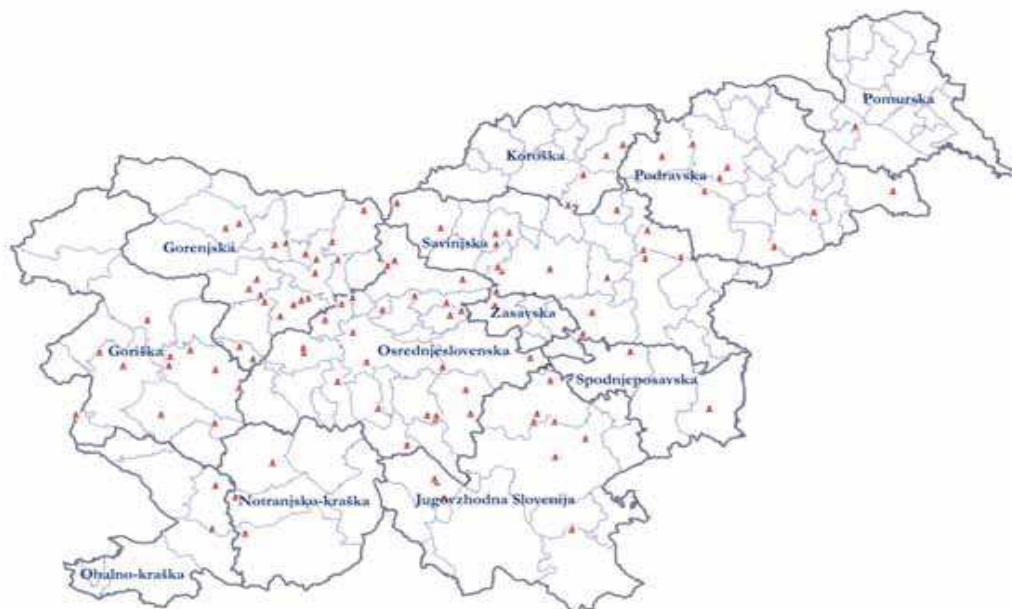 Pomurska
Koroška
Podravska
Gorenjska
Savinjska
Zasavska
Goriška
Osrednjeslovenska
Spodnjeposavska
Notranjsko-kraška
Jugovzhodna Slovenija
Obalno-kraška